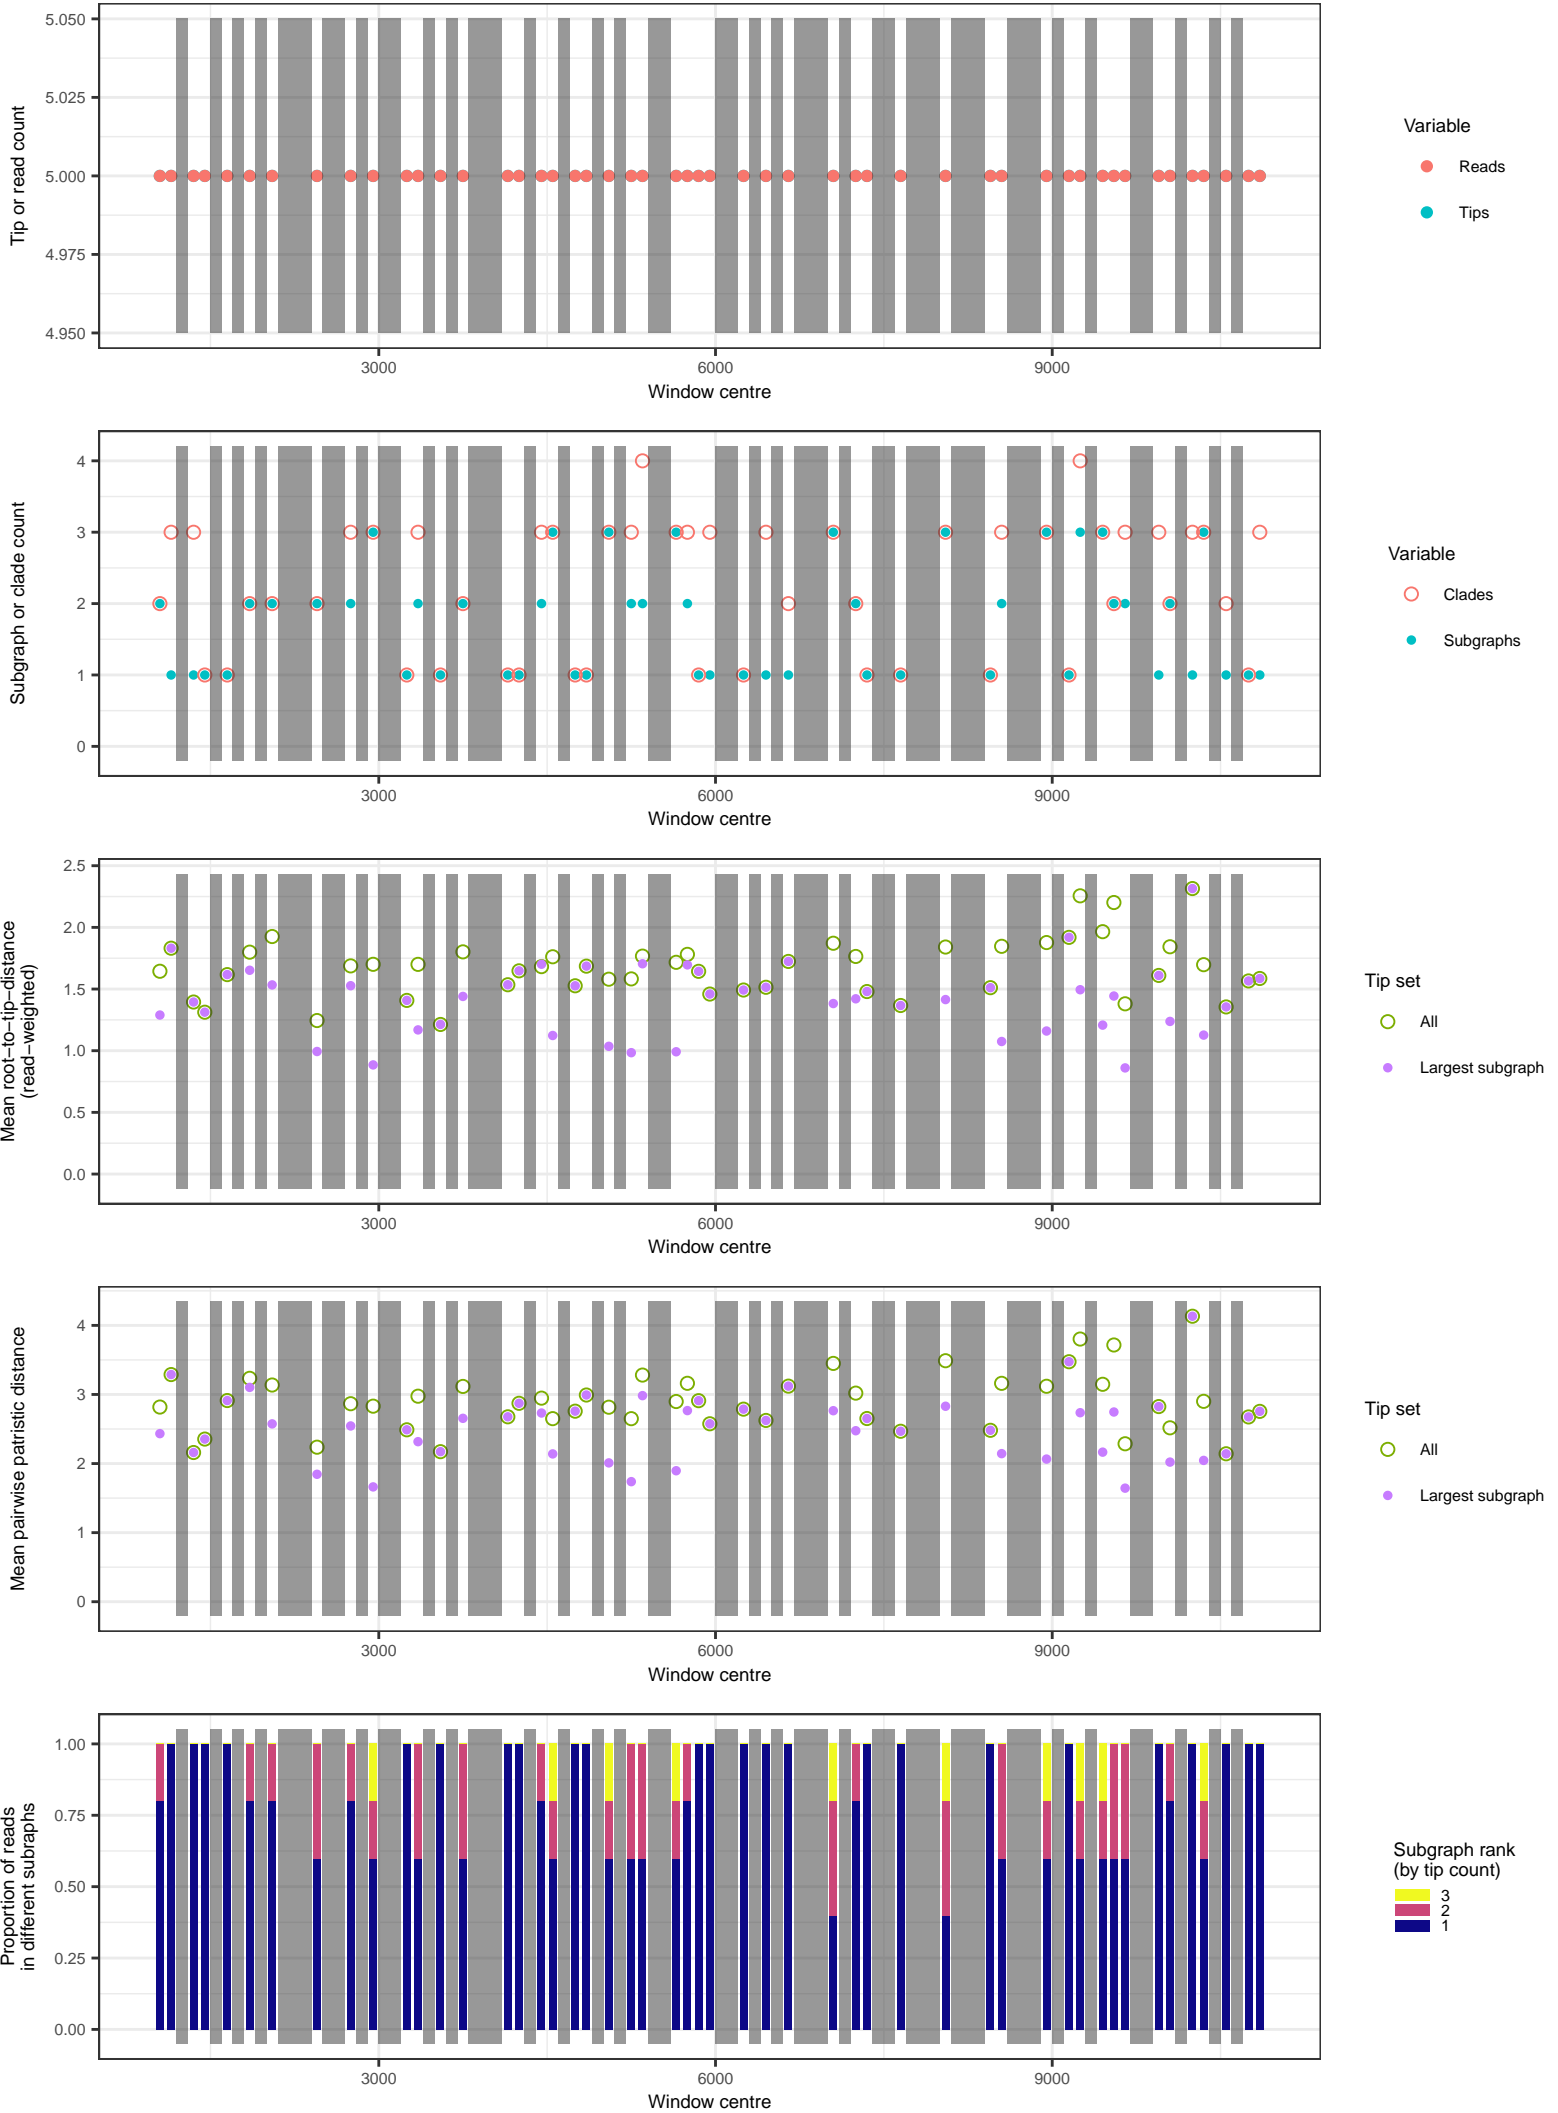 5.050
5.025
5.000
4.975
4.950
Tip or read count
3000
6000
9000
Window centre
Variable
Reads
Tips
4
3
2
1
0
Subgraph or clade count
3000
6000
9000
Window centre
Variable
Clades
Subgraphs
2.5
2.0
1.5
1.0
0.5
0.0
Mean root−to−tip−distance
(read−weighted)
3000
6000
9000
Window centre
Tip set
All
Largest subgraph
4
3
2
1
0
Mean pairwise patristic distance
3000
6000
9000
Window centre
Tip set
All
Largest subgraph
1.00
0.75
0.50
0.25
0.00
Proportion of reads
in different subraphs
3000
6000
9000
Window centre
Subgraph rank
(by tip count)
3
2
1